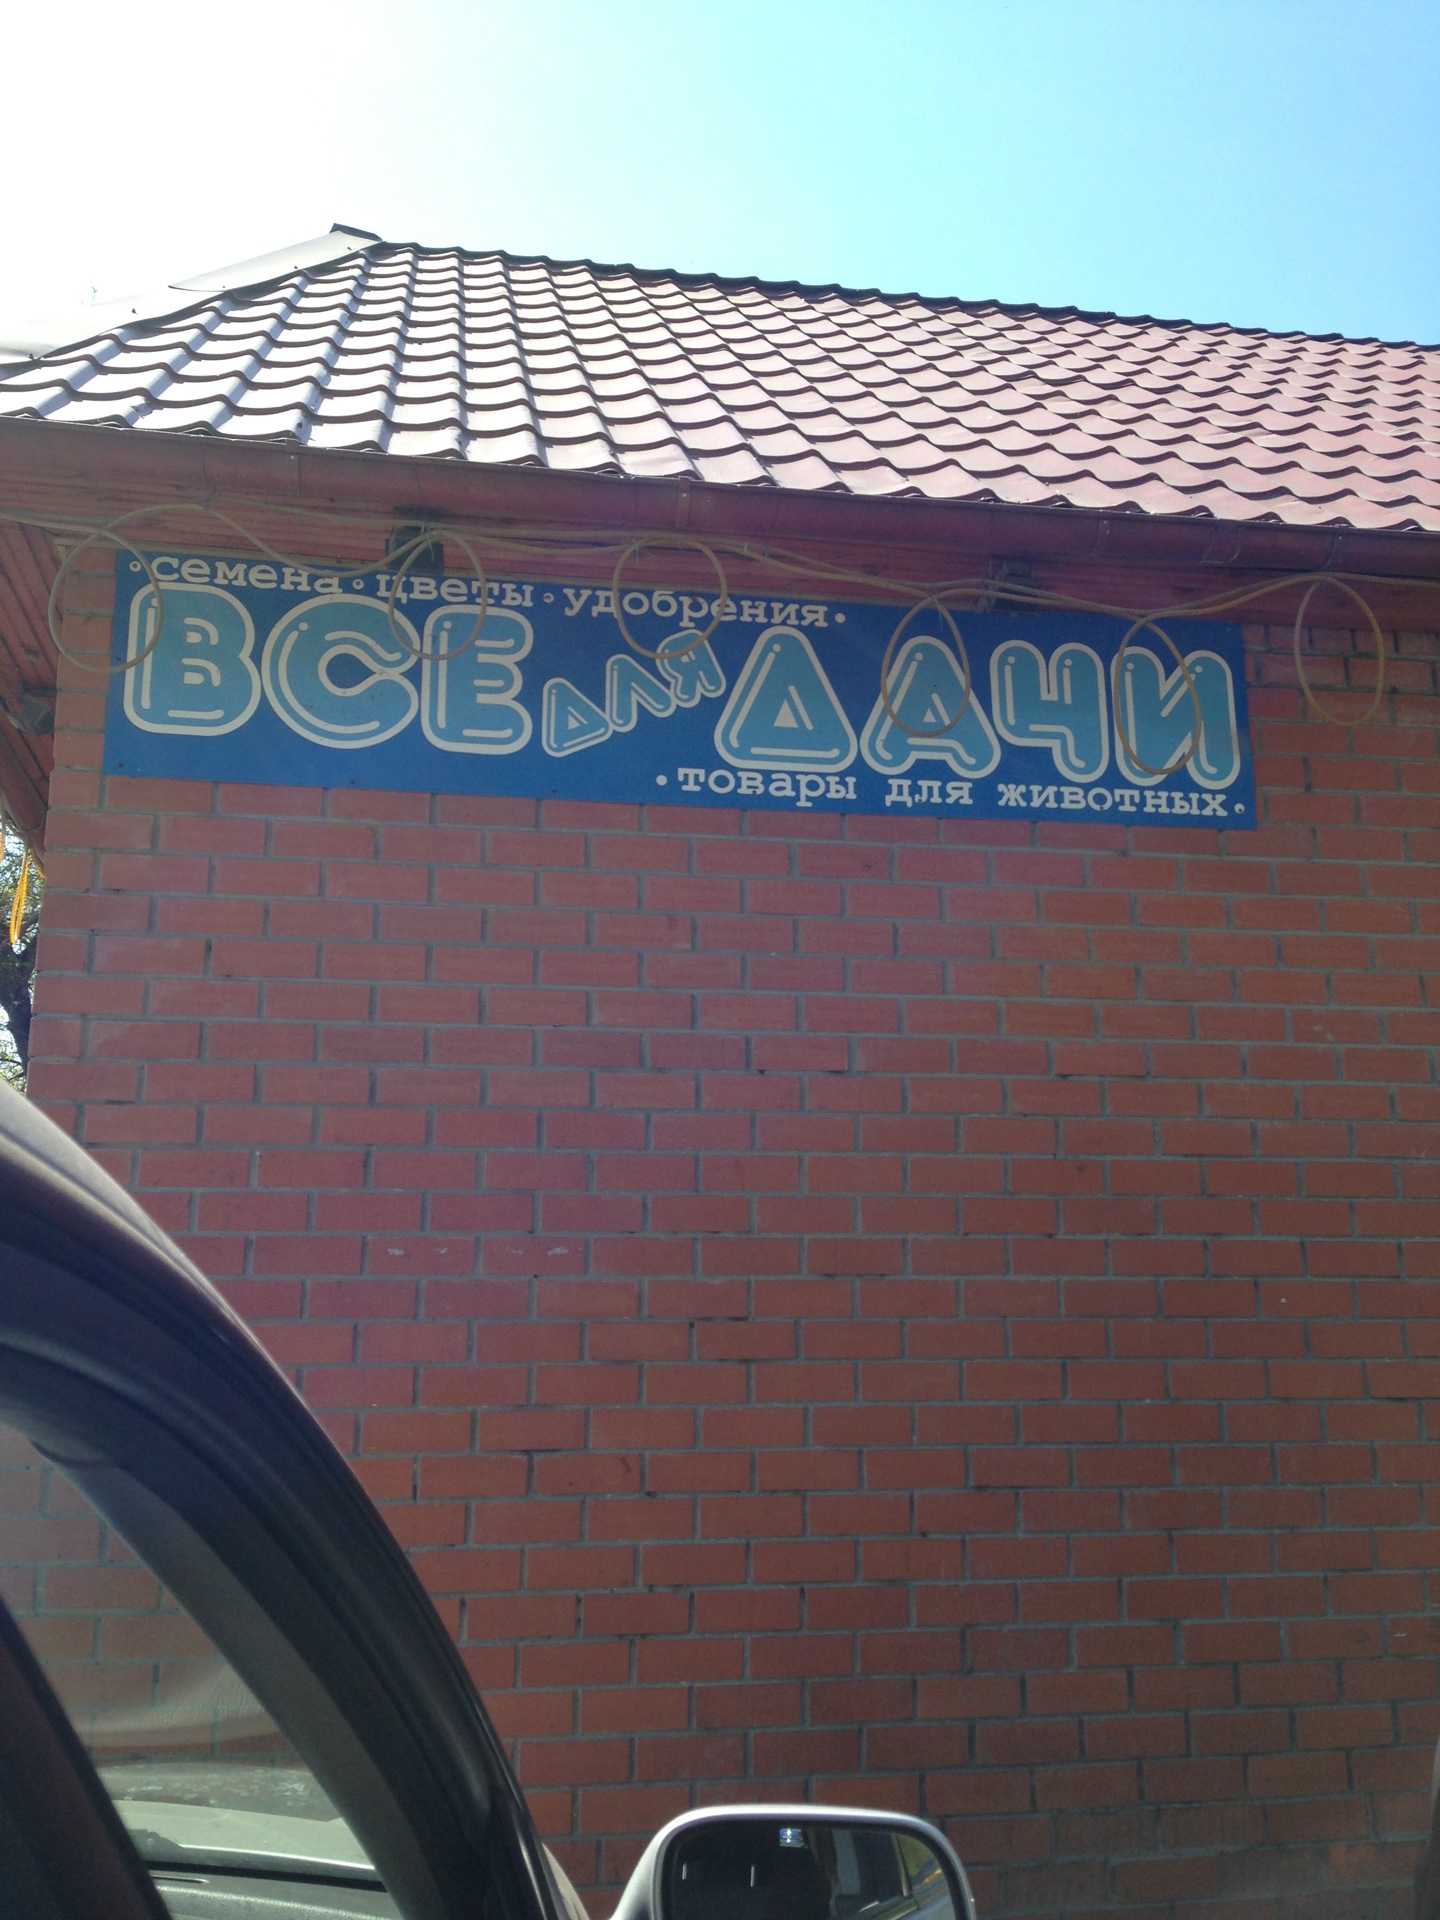 •семена•цветы•удобрения•
ВСЕ для ДАЧИ
•товары для животных•